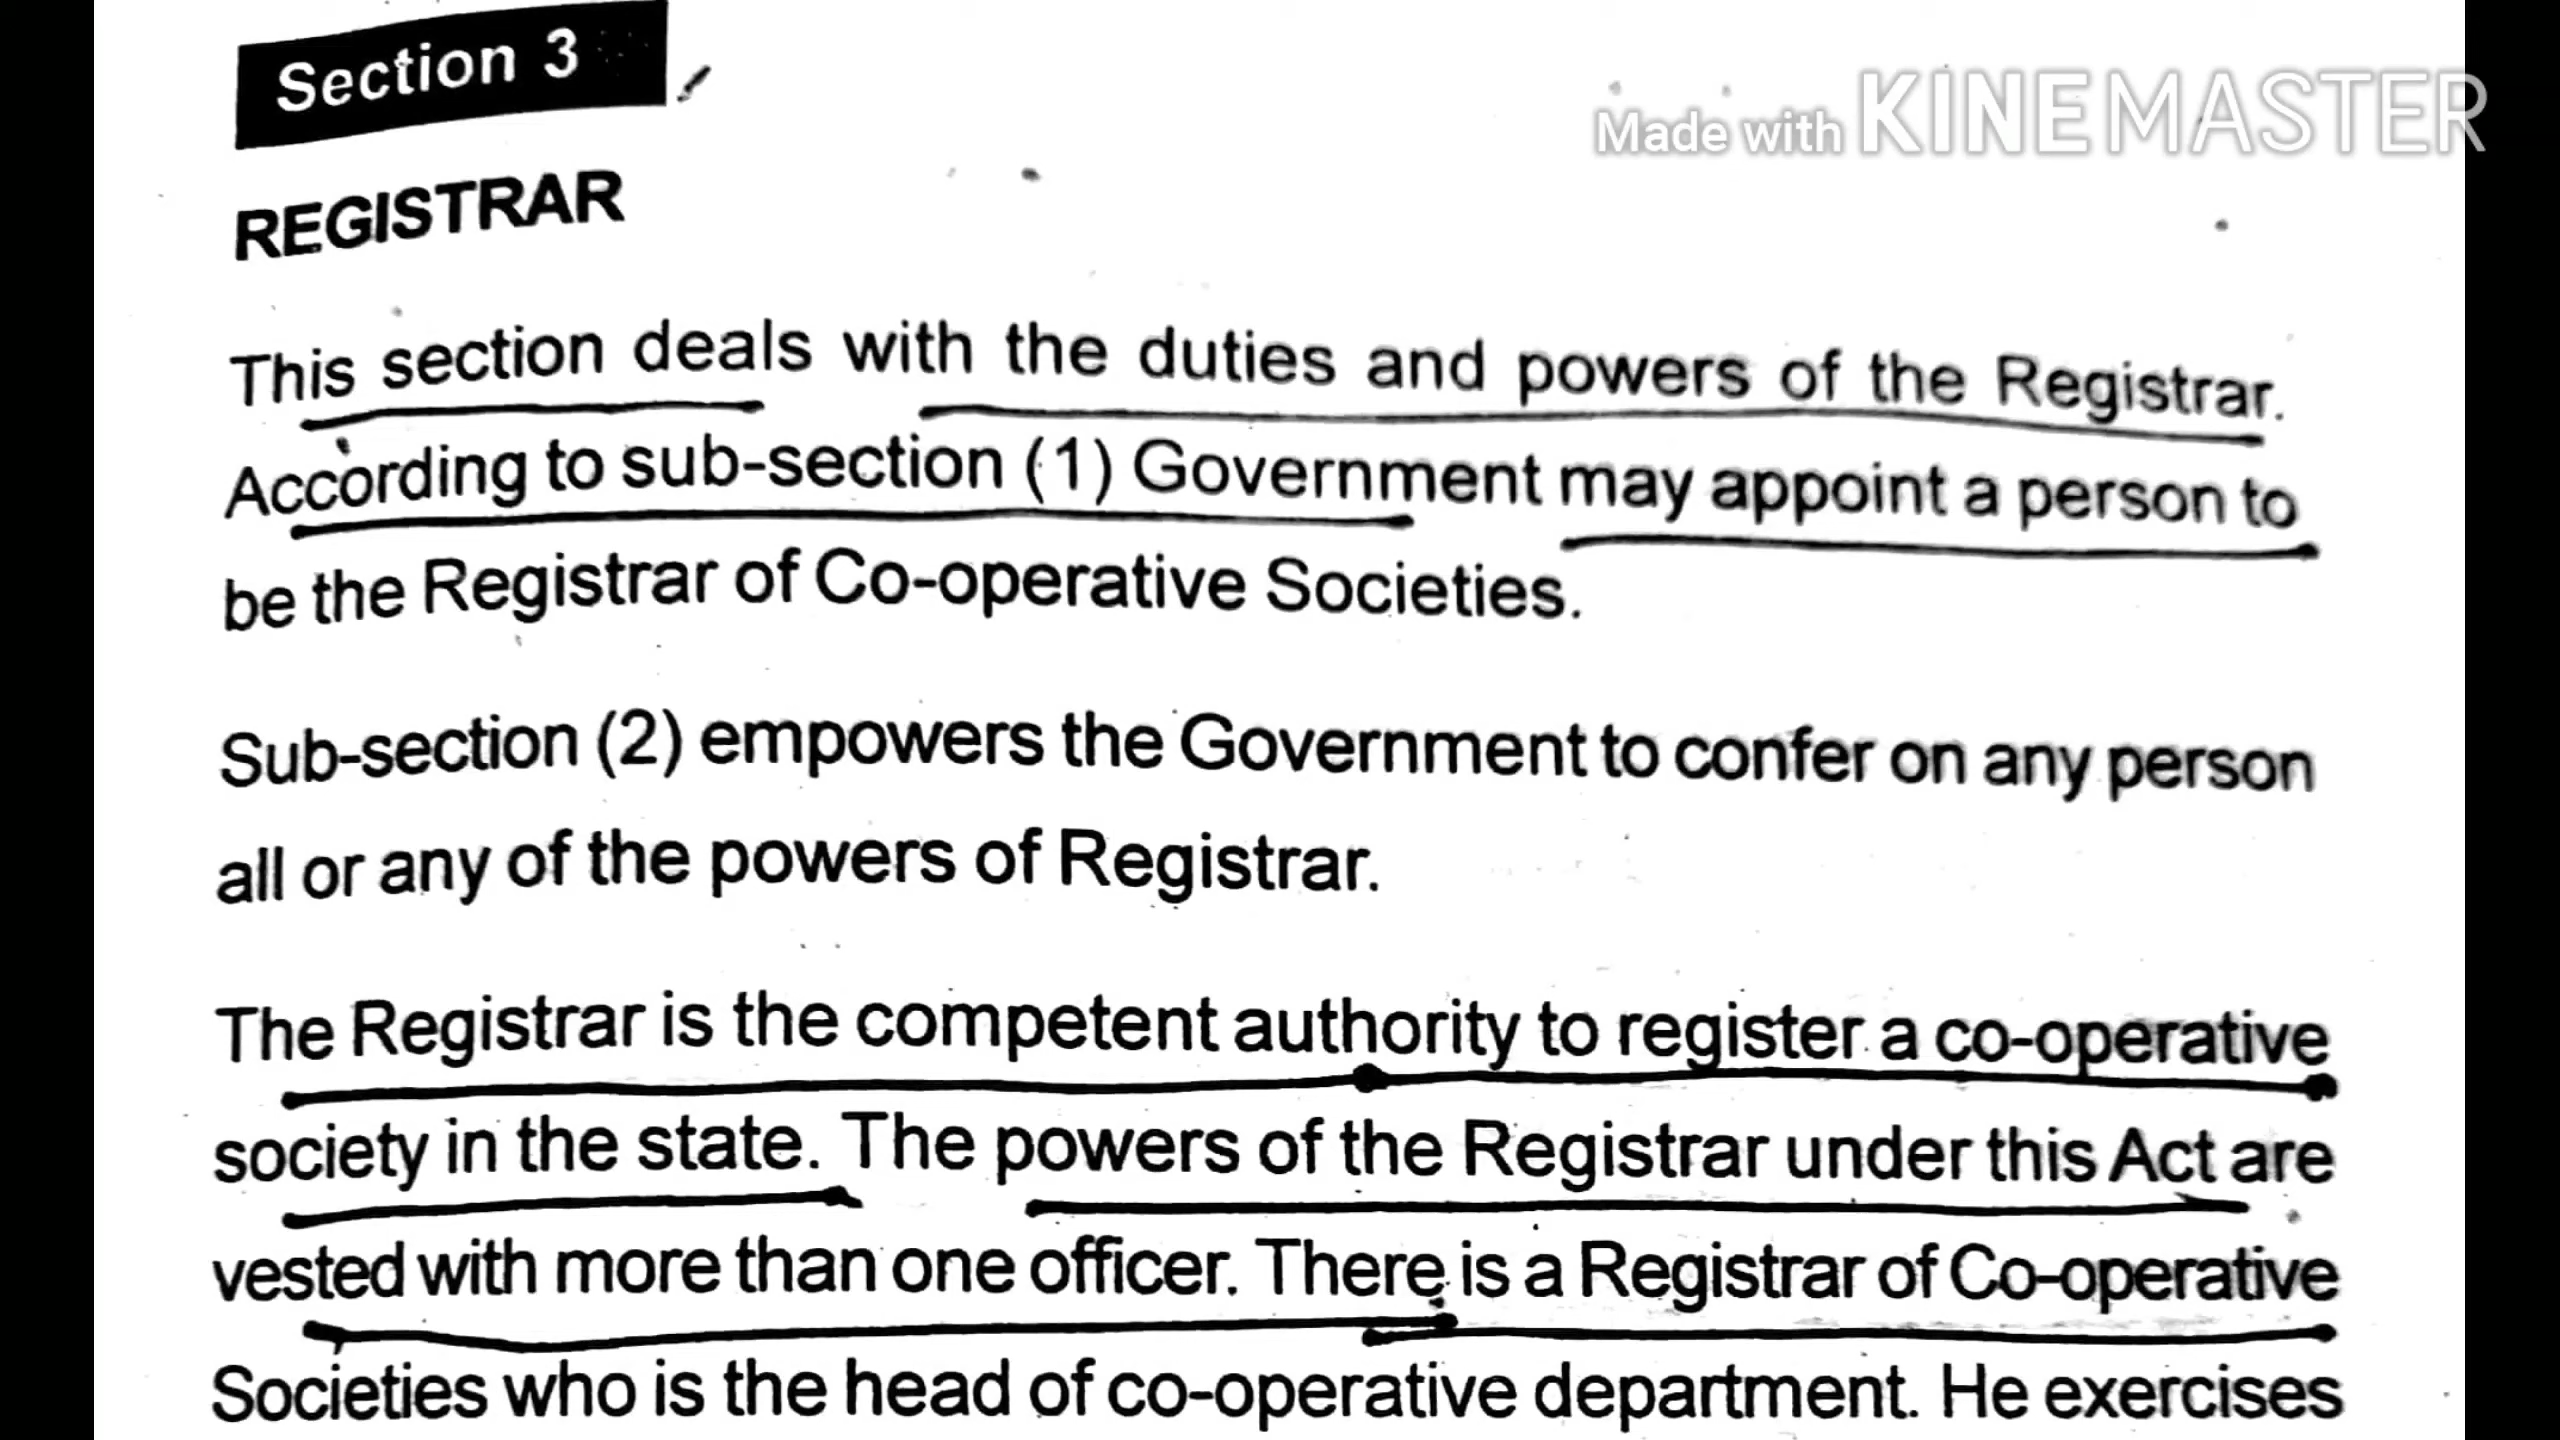 Section 3
Made with KINEMASTER
REGISTRAR
This section deals with the duties and powers of the Registrar.
According to sub-section (1) Government may appoint a person to
be the Registrar of Co-operative Societies.
Sub-section (2) empowers the Government to confer on any person
all or any of the powers of Registrar.
The Registrar is the competent authority to register a co-operative
society in the state. The powers of the Registrar under this Act are
vested with more than one officer. There is a Registrar of Co-operative
Societies who is the head of co-operative department. He exercises